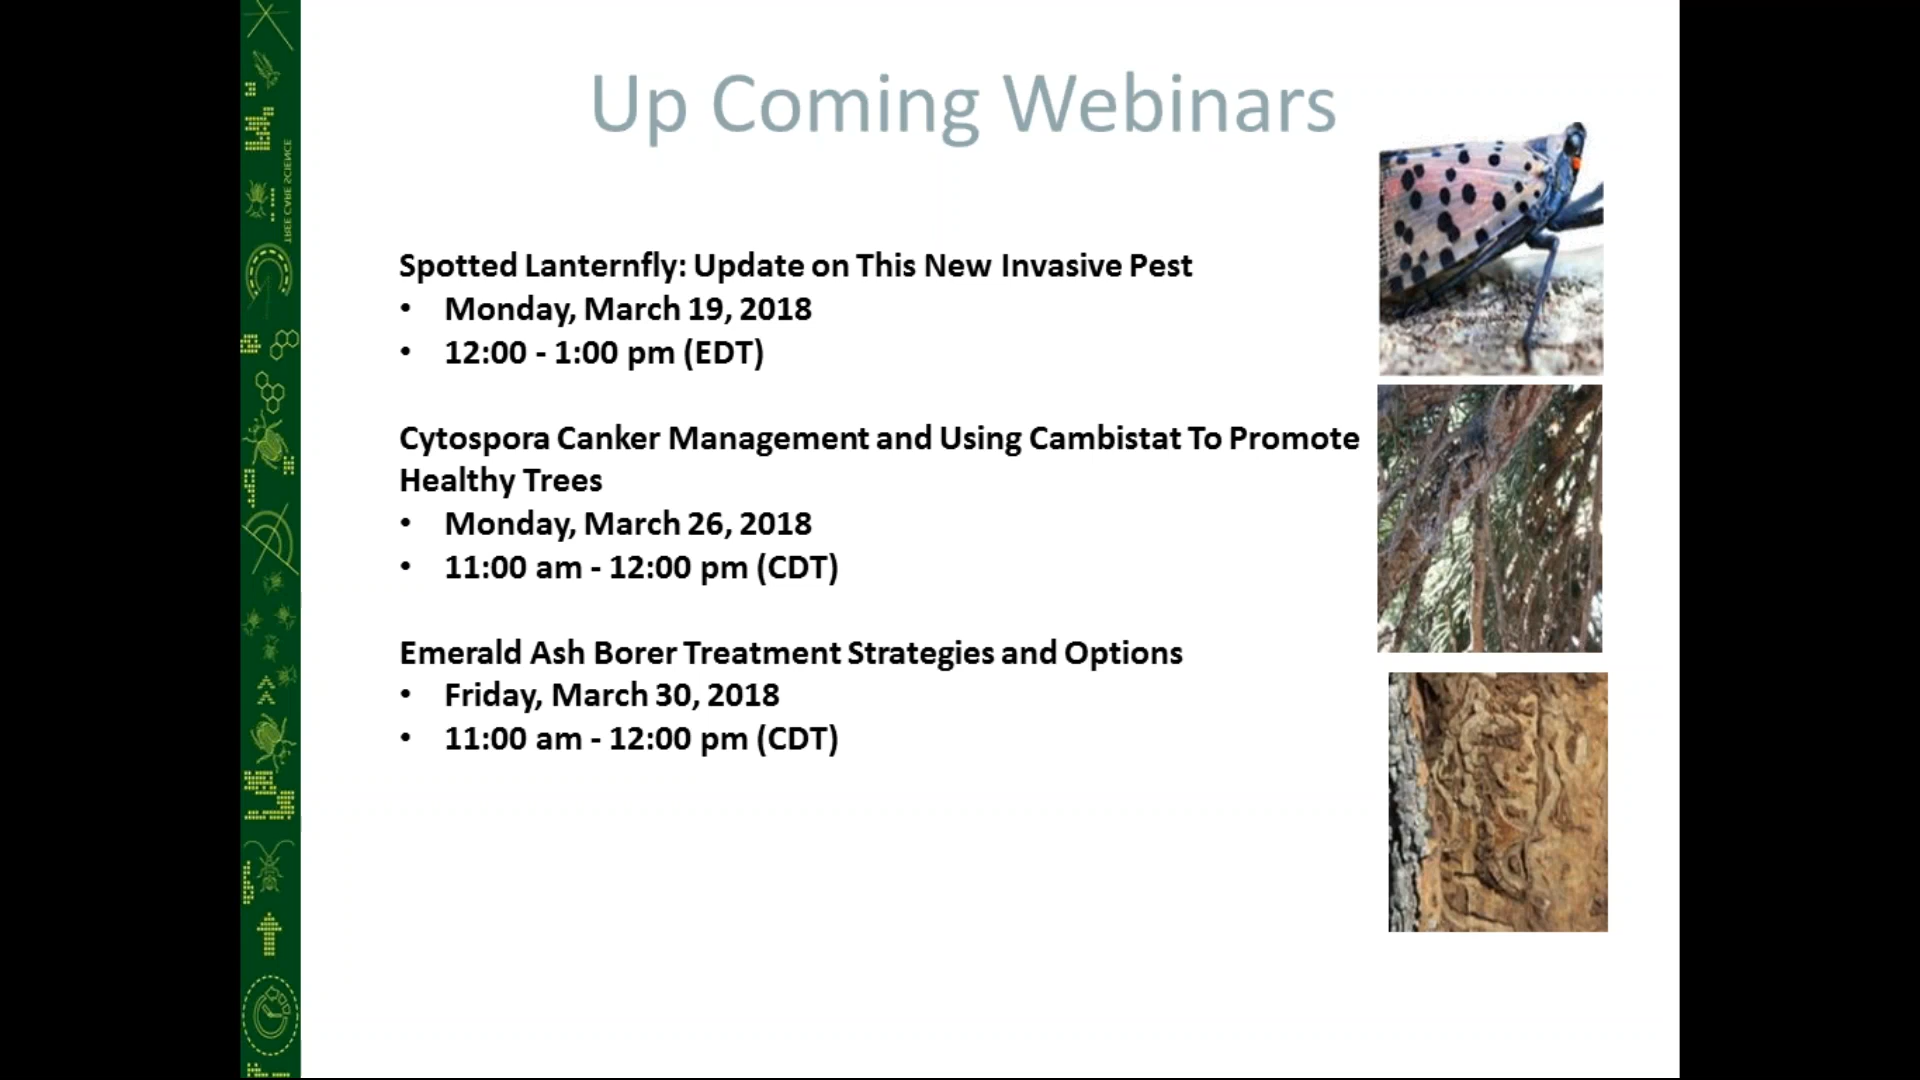 Up Coming Webinars
TREE CARE SCIENCE
Spotted Lanternfly: Update on This New Invasive Pest
• Monday, March 19, 2018
• 12:00 - 1:00 pm (EDT)
Cytospora Canker Management and Using Cambistat To Promote
Healthy Trees
• Monday, March 26, 2018
• 11:00 am - 12:00 pm (CDT)
Emerald Ash Borer Treatment Strategies and Options
• Friday, March 30, 2018
• 11:00 am - 12:00 pm (CDT)